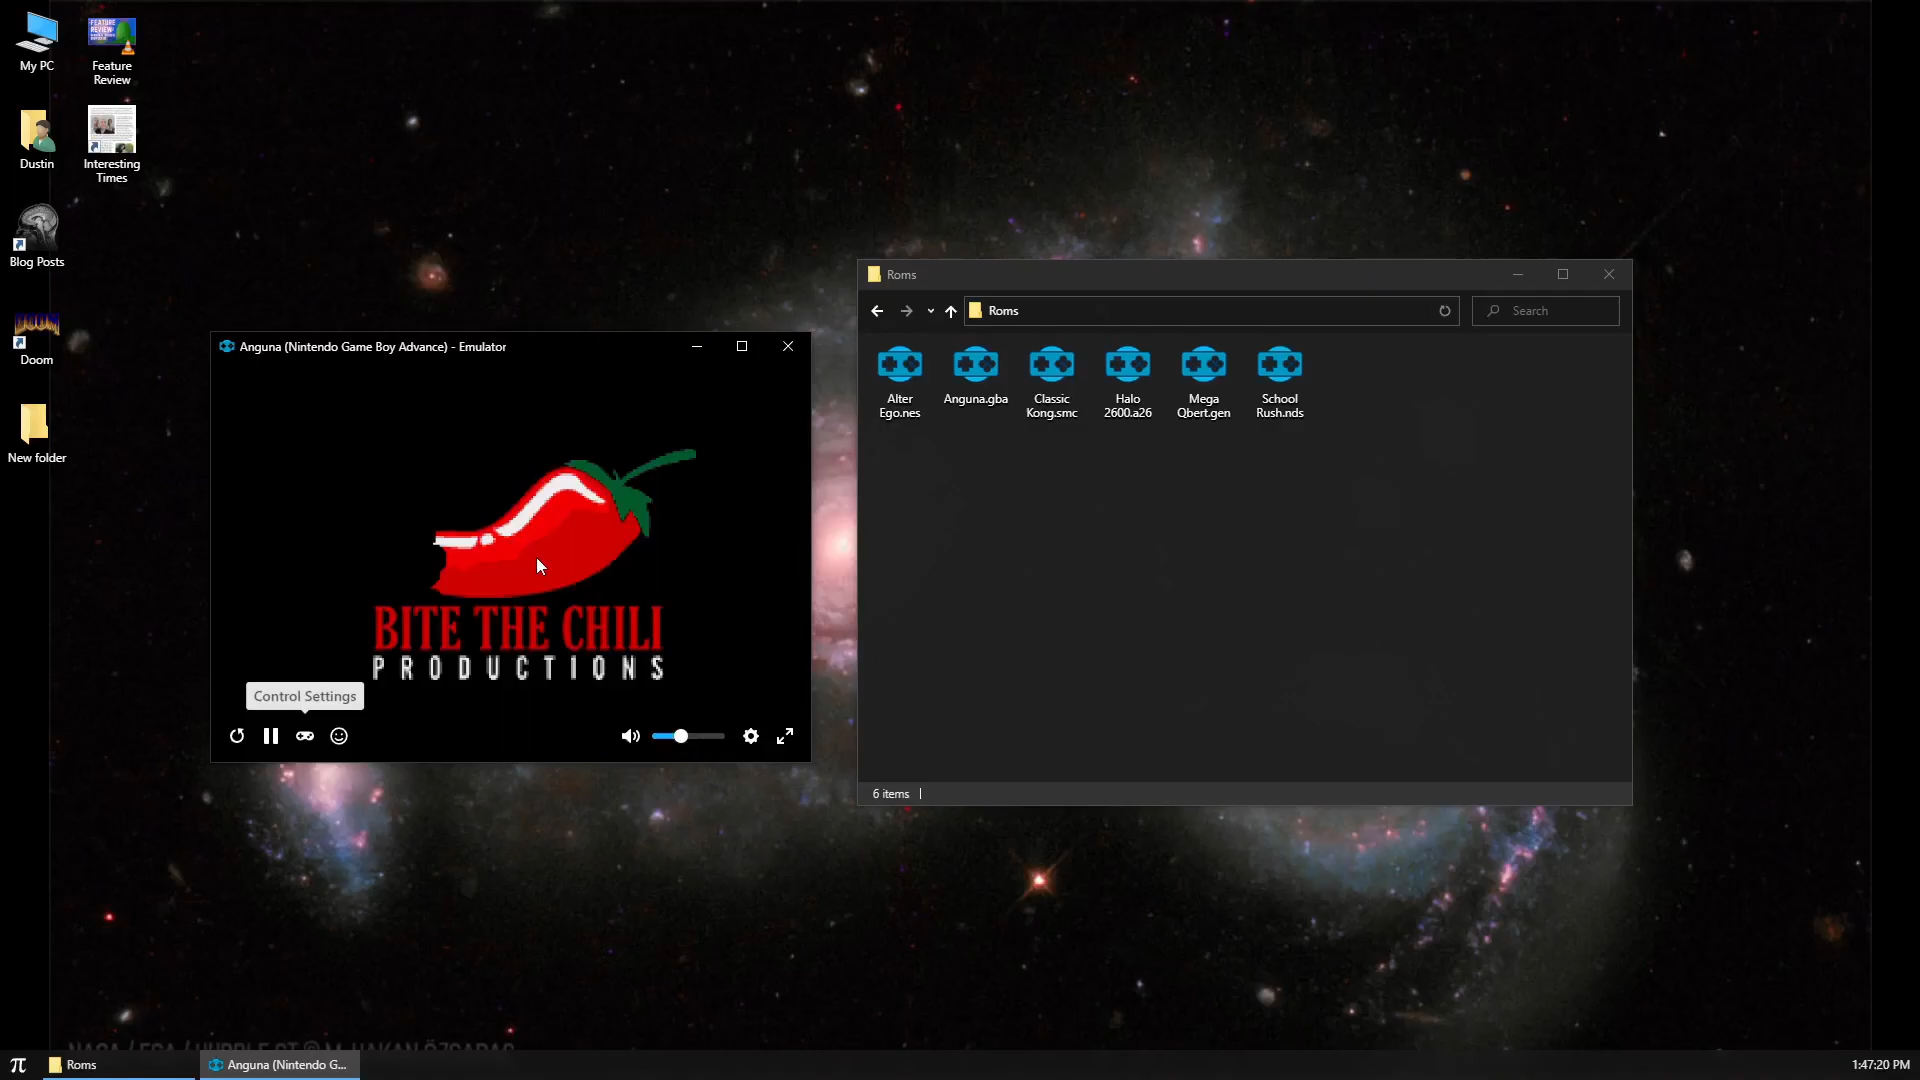 My PC
Feature
Review
Dustin
Interesting
Times
Blog Posts
Doom
New folder
Anguna (Nintendo Game Boy Advance) - Emulator
BITE THE CHILI
PRODUCTIONS
Control Settings
Roms
Roms
Search
Alter
Ego.nes
Anguna.gba
Classic
Kong.smc
Halo
2600.a26
Mega
Qbert.gen
School
Rush.nds
6 items
Roms
Anguna (Nintendo G...
1:47:20 PM